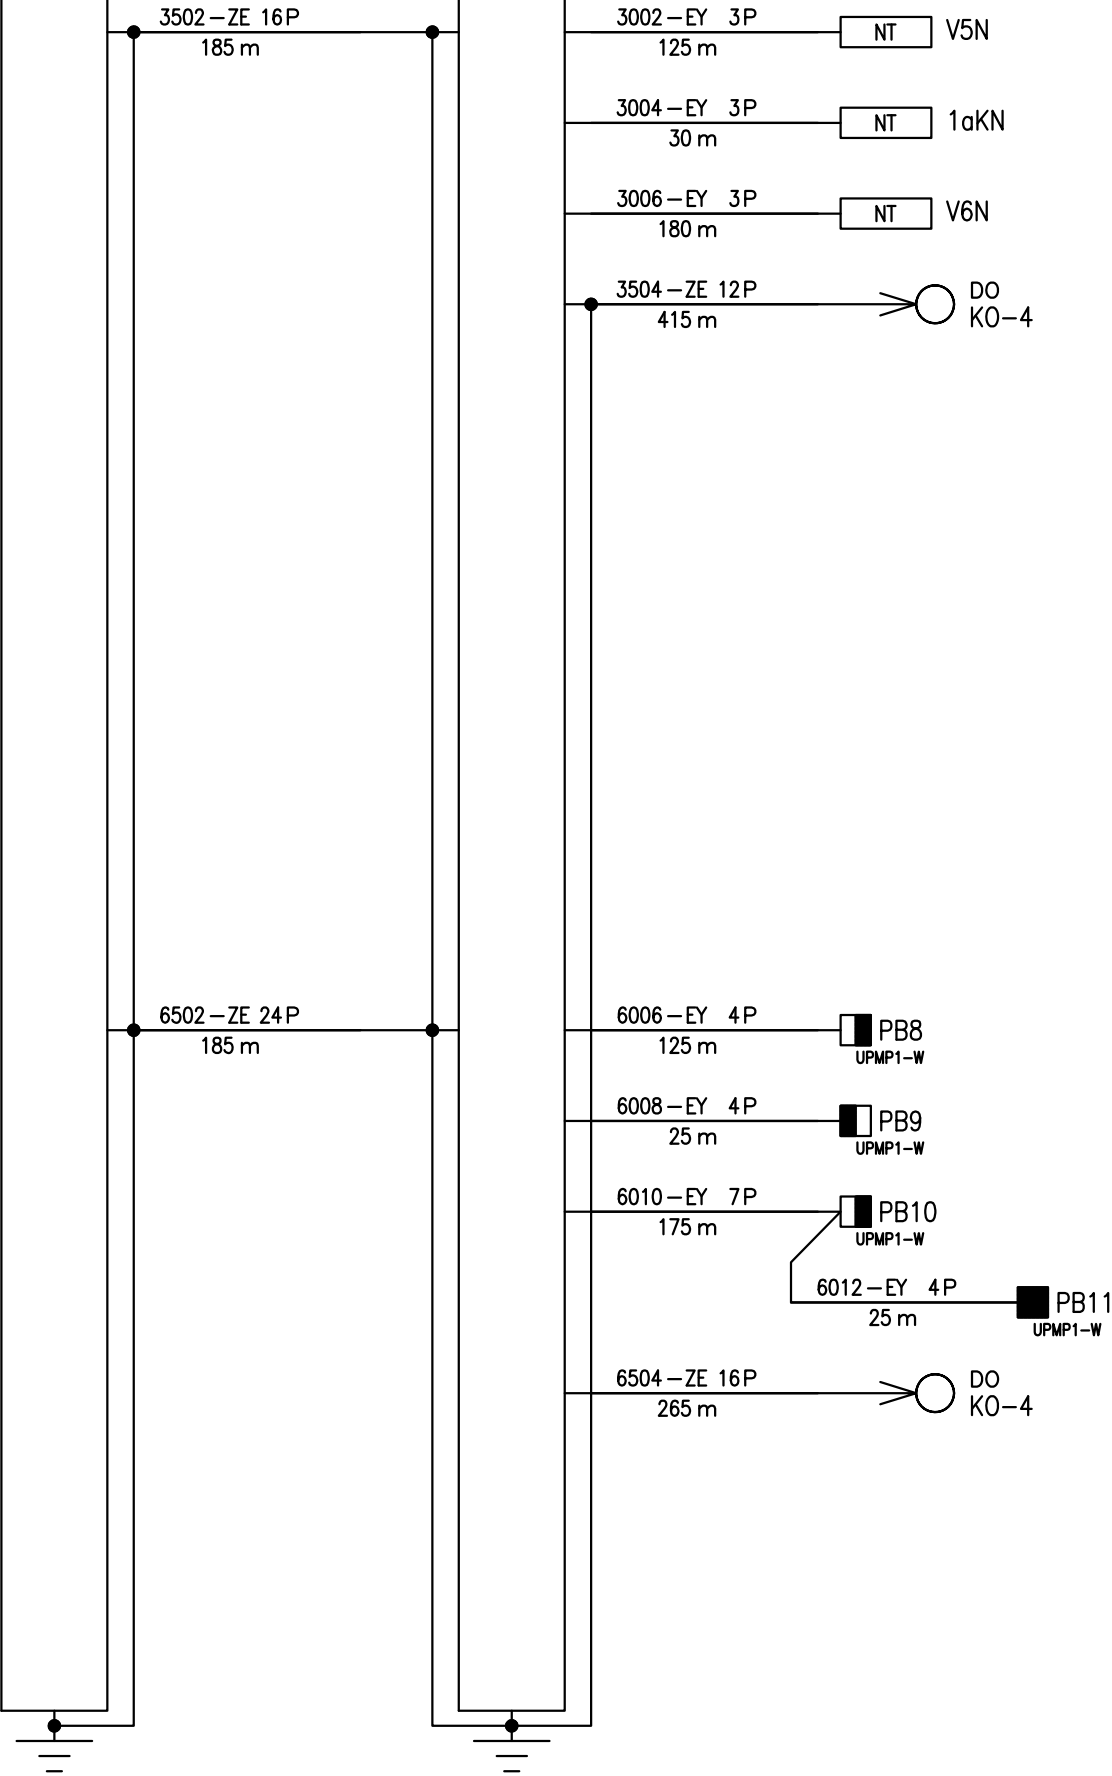 3502-ZE 16P
185 m
3002-EY 3P
125 m
NT
V5N
3004-EY 3P
30 m
NT
1aKN
3006-EY 3P
180 m
NT
V6N
3504-ZE 12P
415 m
DO
KO-4
6502-ZE 24P
185 m
6006-EY 4P
125 m
PB8
UPMP1-W
6008-EY 4P
25 m
PB9
UPMP1-W
6010-EY 7P
175 m
PB10
UPMP1-W
6012-EY 4P
25 m
PB11
UPMP1-W
6504-ZE 16P
265 m
DO
KO-4